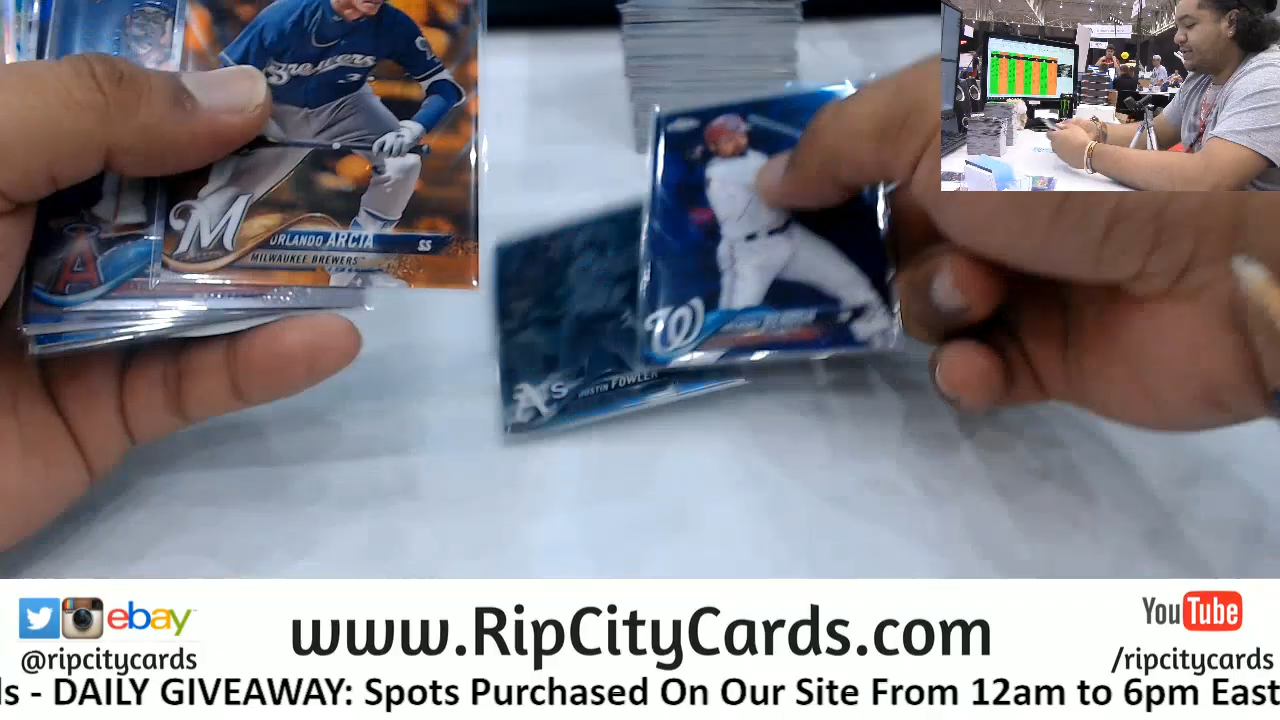 Brewers
M
ORLANDO ARCIA SS
MILWAUKEE BREWERS
A
W
A's
DUSTIN FOWLER
ebay
@ripcitycards
www.RipCityCards.com
YouTube
/ripcitycards
ls - DAILY GIVEAWAY: Spots Purchased On Our Site From 12am to 6pm East